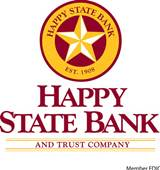 HAPPY STATE BANK
EST. 1908
HAPPY
STATE BANK
AND TRUST COMPANY
Member FDIC